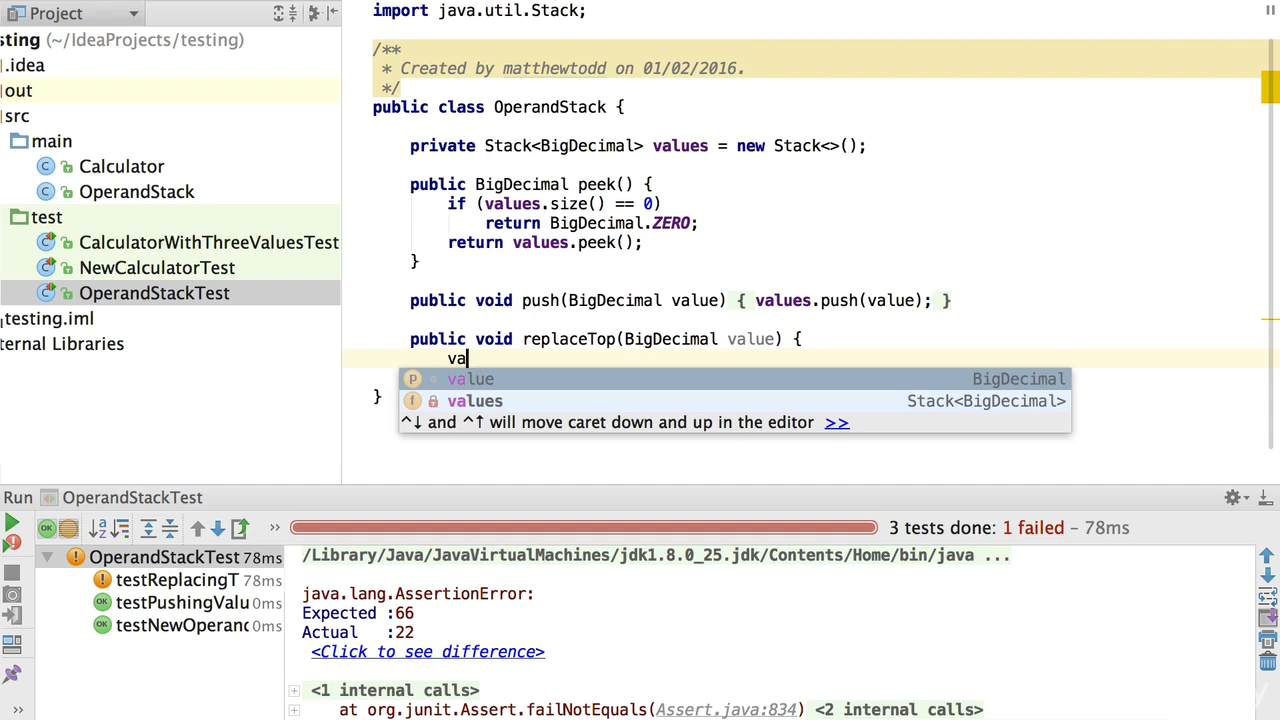 Project
sting (~/IdeaProjects/testing)
.idea
out
src
main
Calculator
OperandStack
test
CalculatorWithThreeValuesTest
NewCalculatorTest
OperandStackTest
testing.iml
ternal Libraries
import java.util.Stack;
/**
* Created by matthewtodd on 01/02/2016.
*/
public class OperandStack {
private Stack<BigDecimal> values = new Stack<>();
public BigDecimal peek() {
if (values.size() == 0)
return BigDecimal.ZERO;
return values.peek();
}
public void push(BigDecimal value) { values.push(value); }
public void replaceTop(BigDecimal value) {
va
value BigDecimal
values Stack<BigDecimal>
^↓ and ^↑ will move caret down and up in the editor >>
}
Run OperandStackTest
3 tests done: 1 failed – 78ms
OperandStackTest 78ms
testReplacingT 78ms
testPushingValu 0ms
testNewOperanc 0ms
/Library/Java/JavaVirtualMachines/jdk1.8.0_25.jdk/Contents/Home/bin/java ...
java.lang.AssertionError:
Expected :66
Actual :22
<Click to see difference>
<1 internal calls>
at org.junit.Assert.failNotEquals(Assert.java:834) <2 internal calls>